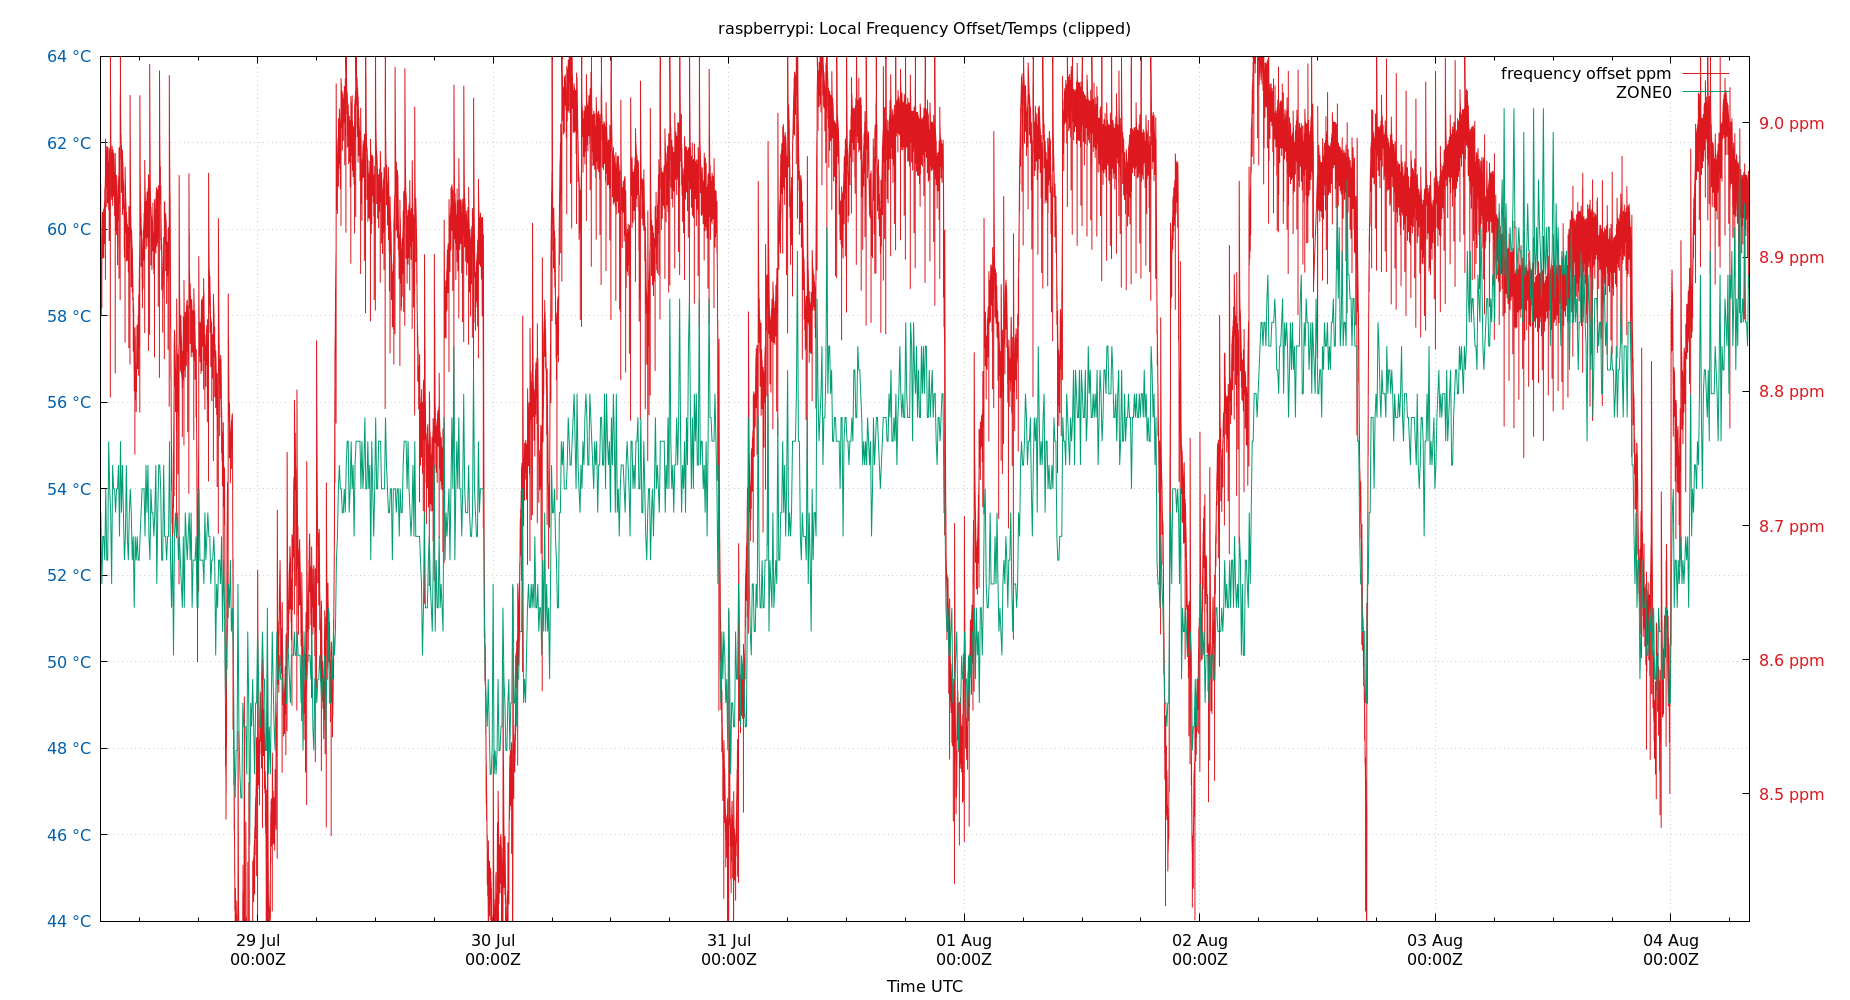 raspberrypi: Local Frequency Offset/Temps (clipped)
64 °C
62 °C
60 °C
58 °C
56 °C
54 °C
52 °C
50 °C
48 °C
46 °C
44 °C
frequency offset ppm
ZONE0
9.0 ppm
8.9 ppm
8.8 ppm
8.7 ppm
8.6 ppm
8.5 ppm
29 Jul
00:00Z
30 Jul
00:00Z
31 Jul
00:00Z
01 Aug
00:00Z
02 Aug
00:00Z
03 Aug
00:00Z
04 Aug
00:00Z
Time UTC